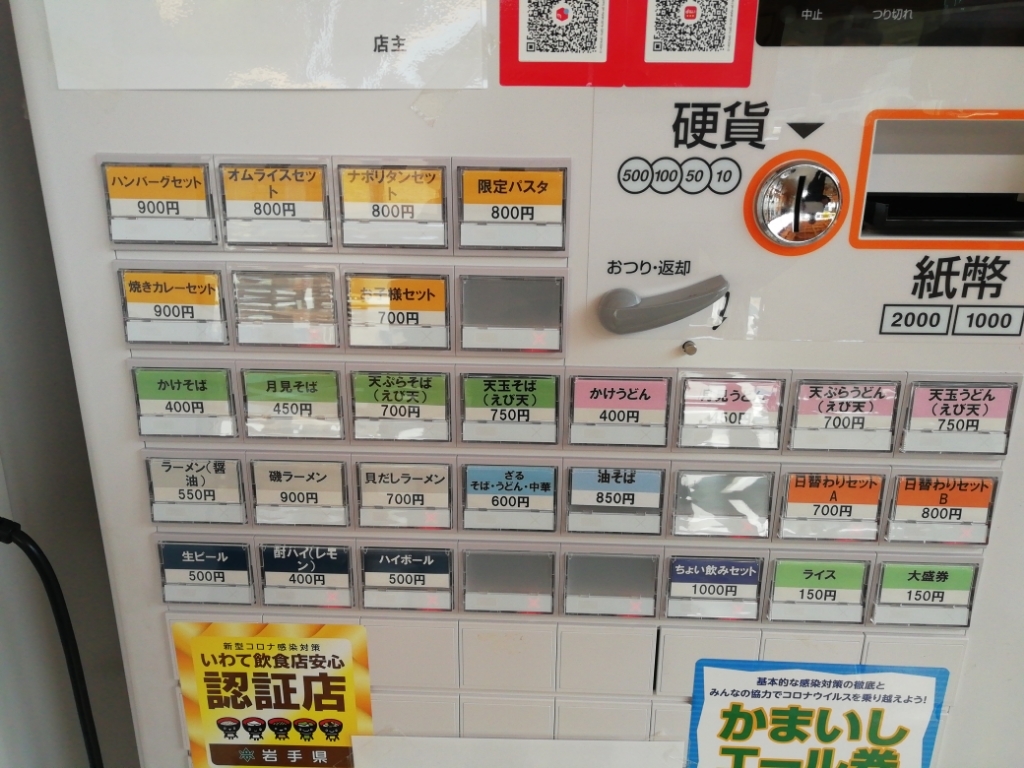 店主
中止
つり切れ
硬貨
500 100 50 10
おつり・返却
紙幣
2000 1000
ハンバーグセット
900円
オムライスセッ
ト
800円
ナポリタンセッ
ト
800円
限定パスタ
800円
焼きカレーセット
900円
お子様セット
700円
かけそば
400円
月見そば
450円
天ぷらそば
（えび天）
700円
天玉そば
（えび天）
750円
かけうどん
400円
月見うどん
天ぷらうどん
（えび天）
700円
天玉うどん
（えび天）
750円
ラーメン（醤
油）
550円
磯ラーメン
900円
貝だしラーメン
700円
ざる
そば・うどん・中華
600円
油そば
850円
日替わりセット
A
700円
日替わりセット
B
800円
生ビール
500円
酎ハイ（レモ
ン）
400円
ハイボール
500円
ちょい飲みセット
1000円
ライス
150円
大盛券
150円
新型コロナ感染対策
いわて飲食店安心
認証店
岩手県
基本的な感染対策の徹底と
みんなの協力でコロナウイルスを乗り越えよう!
かまいし
エール券